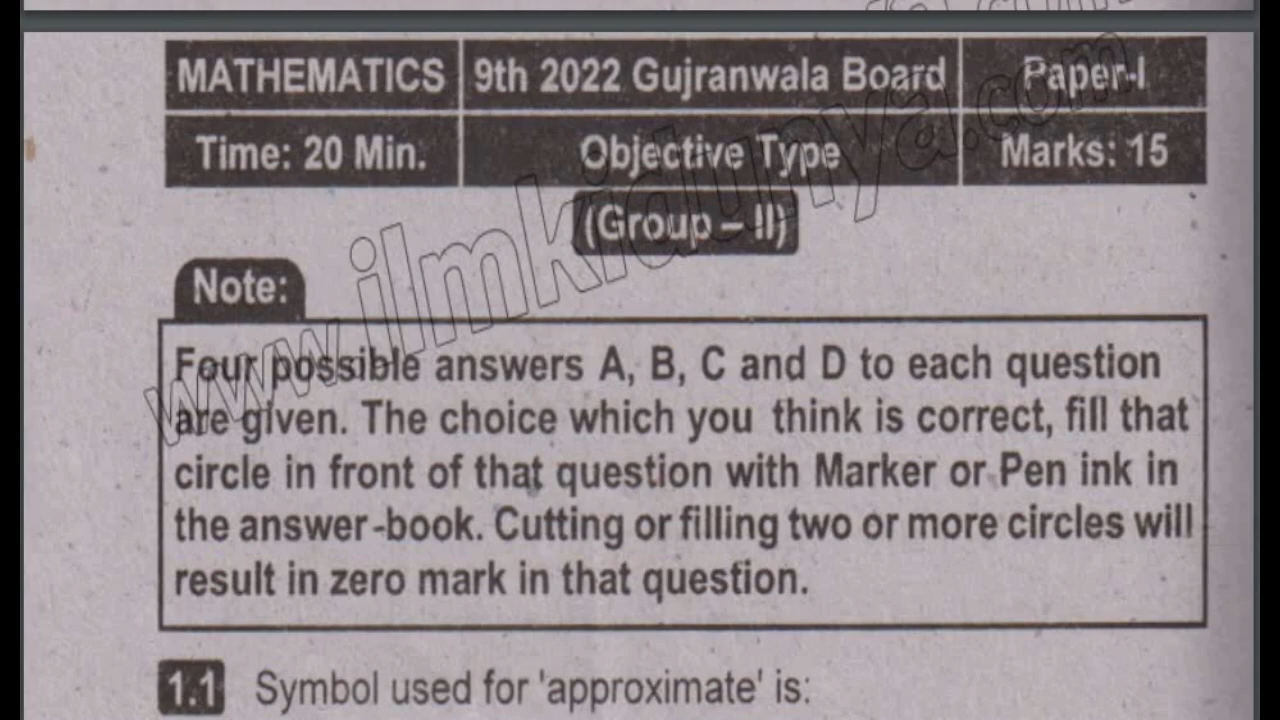 MATHEMATICS 9th 2022 Gujranwala Board Paper-I
Time: 20 Min. Objective Type Marks: 15
(Group – II)
Note:
Four possible answers A, B, C and D to each question
are given. The choice which you think is correct, fill that
circle in front of that question with Marker or Pen ink in
the answer-book. Cutting or filling two or more circles will
result in zero mark in that question.
1.1 Symbol used for 'approximate' is:
www.ilmkidunya.com